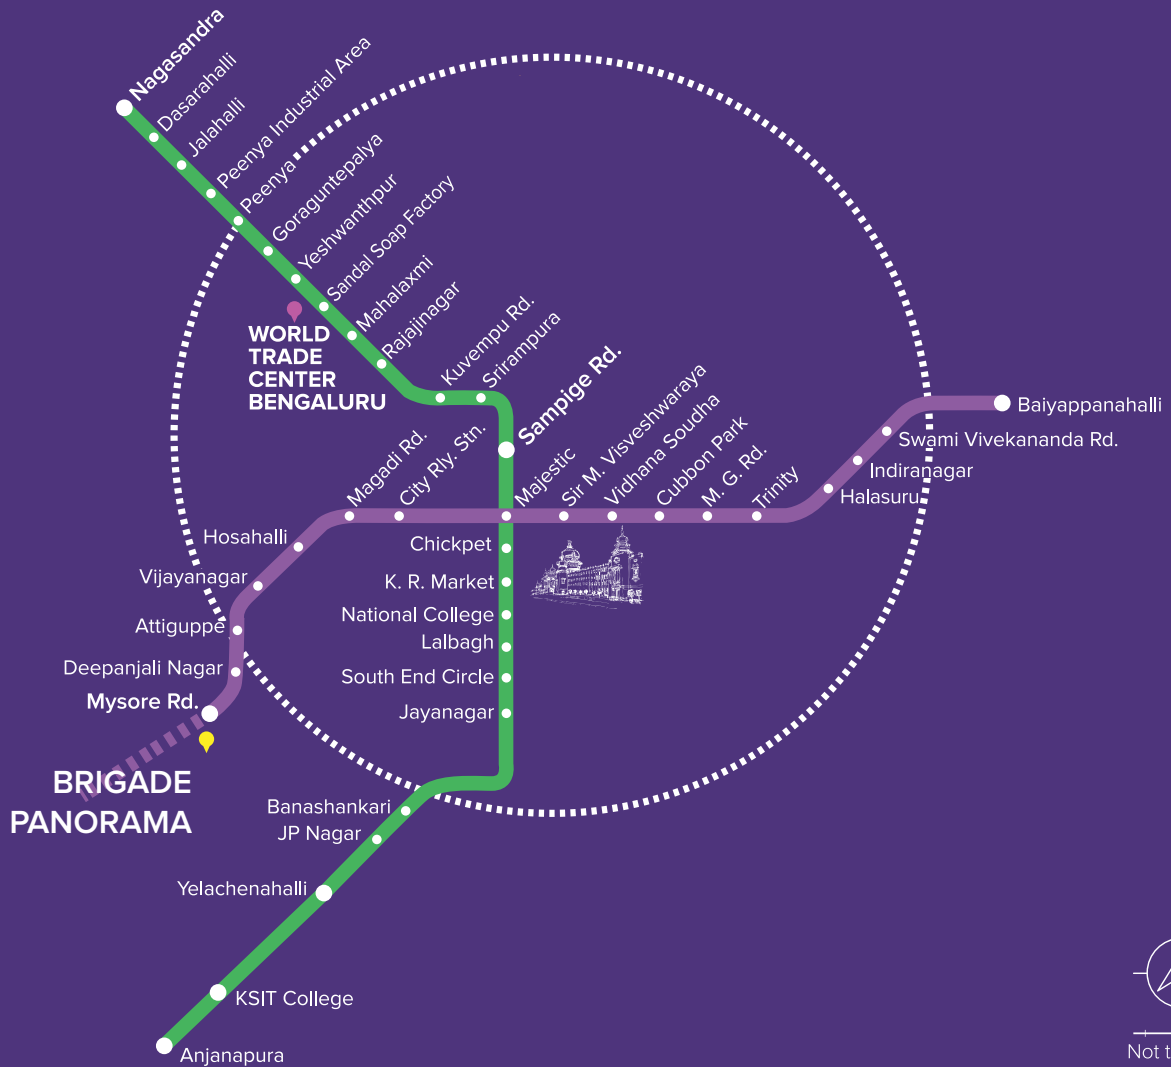 Nagasandra
Dasarahalli
Jalahalli
Peenya Industrial Area
Peenya
Goraguntepalya
Yeshwanthpur
Sandal Soap Factory
Mahalaxmi
Rajajinagar
WORLD
TRADE
CENTER
BENGALURU
Kuvempu Rd.
Srirampura
Sampige Rd.
Magadi Rd.
City Rly. Stn.
Majestic
Sir M. Visveshwaraya
Vidhana Soudha
Cubbon Park
M. G. Rd.
Trinity
Baiyappanahalli
Swami Vivekananda Rd.
Indiranagar
Halasuru
Hosahalli
Vijayanagar
Attiguppe
Deepanjali Nagar
Mysore Rd.
BRIGADE
PANORAMA
Chickpet
K. R. Market
National College
Lalbagh
South End Circle
Jayanagar
Banashankari
JP Nagar
Yelachenahalli
KSIT College
Anjanapura
Not t